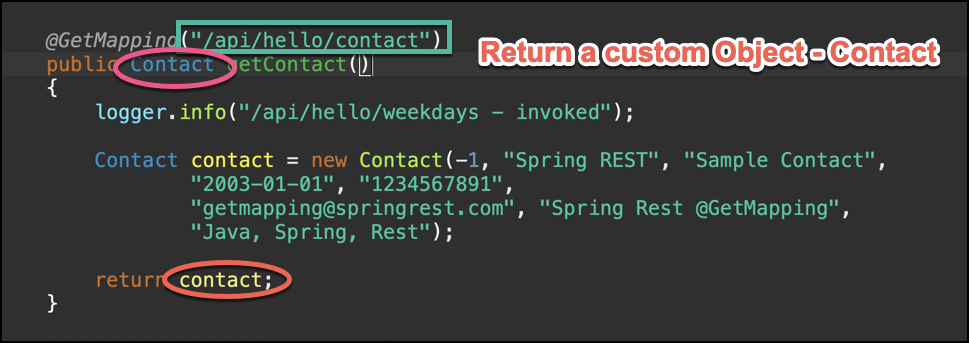 @GetMapping("/api/hello/contact")
Return a custom Object - Contact
public Contact getContact()
{
logger.info("/api/hello/weekdays - invoked");
Contact contact = new Contact(-1, "Spring REST", "Sample Contact",
"2003-01-01", "1234567891",
"getmapping@springrest.com", "Spring Rest @GetMapping",
"Java, Spring, Rest");
return contact;
}